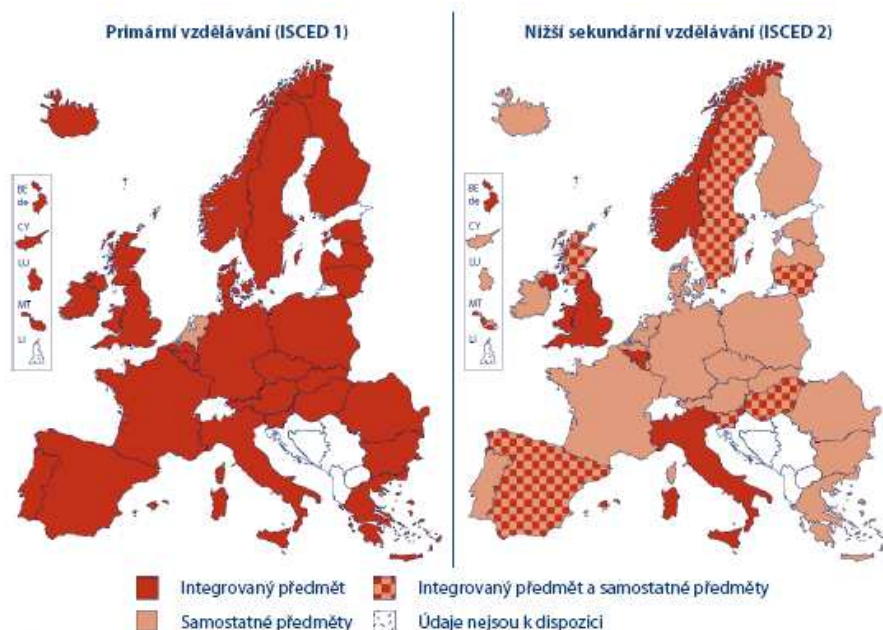 Primární vzdělávání (ISCED 1)
Nižší sekundární vzdělávání (ISCED 2)
BE
de
CY
LU
MT
LI
BE
de
CY
LU
MT
LI
Integrovaný předmět
Integrovaný předmět a samostatné předměty
Samostatné předměty
Údaje nejsou k dispozici